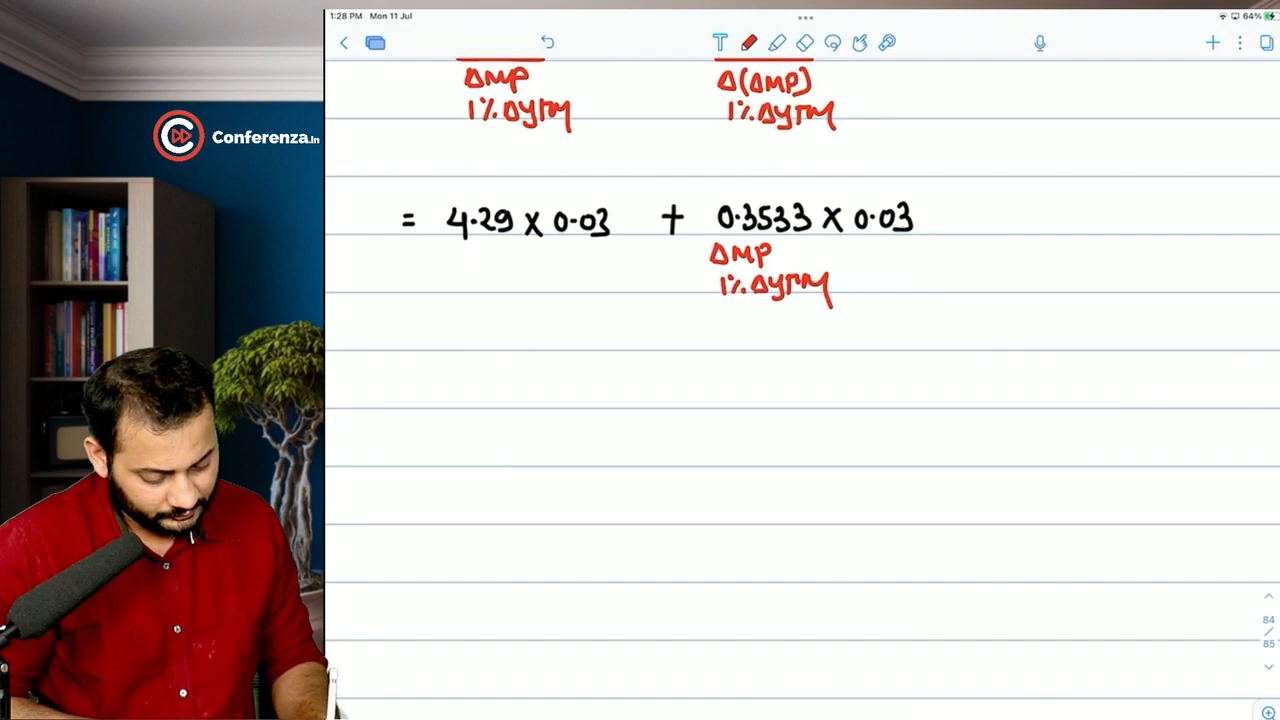 1:28 PM Mon 11 Jul
64%
T
ΔMP
1% ΔYTM
Δ(ΔMP)
1% ΔYTM
Conferenza.in
= 4.29 x 0.03 + 0.3533 x 0.03
ΔMP
1% ΔYTM
84
/
85